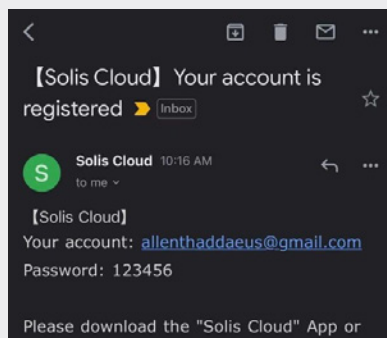 【Solis Cloud】Your account is
registered Inbox
S
Solis Cloud 10:16 AM
to me
【Solis Cloud】
Your account: allenthaddaeus@gmail.com
Password: 123456
Please download the "Solis Cloud" App or